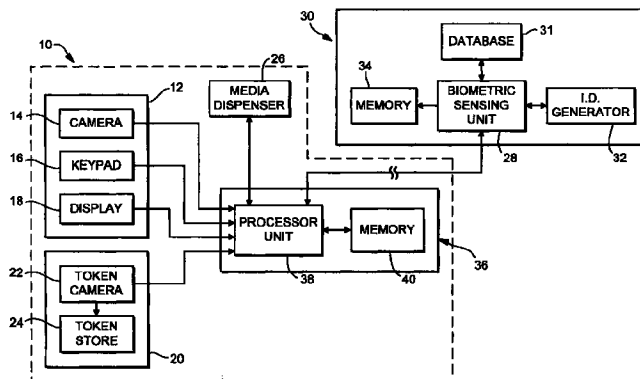 30
31
DATABASE
34
MEMORY
BIOMETRIC
SENSING
UNIT
28
I.D.
GENERATOR
32
10
26
MEDIA
DISPENSER
12
14
CAMERA
16
KEYPAD
18
DISPLAY
PROCESSOR
UNIT
38
MEMORY
40
36
22
TOKEN
CAMERA
24
TOKEN
STORE
20